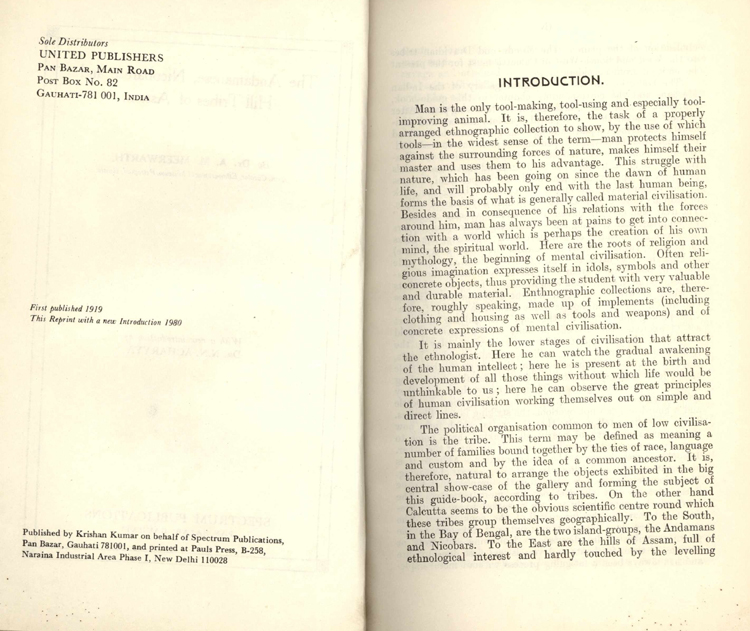 Sole Distributors
UNITED PUBLISHERS
PAN BAZAR, MAIN ROAD
POST BOX NO. 82
GAUHATI-781 001, INDIA
First published 1919
This Reprint with a new Introduction 1980
Published by Krishan Kumar on behalf of Spectrum Publications,
Pan Bazar, Gauhati 781001, and printed at Pauls Press, B-258,
Naraina Industrial Area Phase I, New Delhi 110028
INTRODUCTION.
Man is the only tool-making, tool-using and especially tool-
improving animal. It is, therefore, the task of a properly
arranged ethnographic collection to show, by the use of which
tools—in the widest sense of the term—man protects himself
against the surrounding forces of nature, makes himself their
master and uses them to his advantage. This struggle with
nature, which has been going on since the dawn of human
life, and will probably only end with the last human being,
forms the basis of what is generally called material civilisation.
Besides and in consequence of his relations with the forces
around him, man has always been at pains to get into connec-
tion with a world which is perhaps the creation of his own
mind, the spiritual world. Here are the roots of religion and
mythology, the beginning of mental civilisation. Often reli-
gious imagination expresses itself in idols, symbols and other
concrete objects, thus providing the student with very valuable
and durable material. Enthnographic collections are, there-
fore, roughly speaking, made up of implements (including
clothing and housing as well as tools and weapons) and of
concrete expressions of mental civilisation.
It is mainly the lower stages of civilisation that attract
the ethnologist. Here he can watch the gradual awakening
of the human intellect; here he is present at the birth and
development of all those things without which life would be
unthinkable to us; here he can observe the great principles
of human civilisation working themselves out on simple and
direct lines.
The political organisation common to men of low civilisa-
tion is the tribe. This term may be defined as meaning a
number of families bound together by the ties of race, language
and custom and by the idea of a common ancestor. It is,
therefore, natural to arrange the objects exhibited in the big
central show-case of the gallery and forming the subject of
this guide-book, according to tribes. On the other hand
Calcutta seems to be the obvious scientific centre round which
these tribes group themselves geographically. To the South,
in the Bay of Bengal, are the two island-groups, the Andamans
and Nicobars. To the East are the hills of Assam, full of
ethnological interest and hardly touched by the levelling